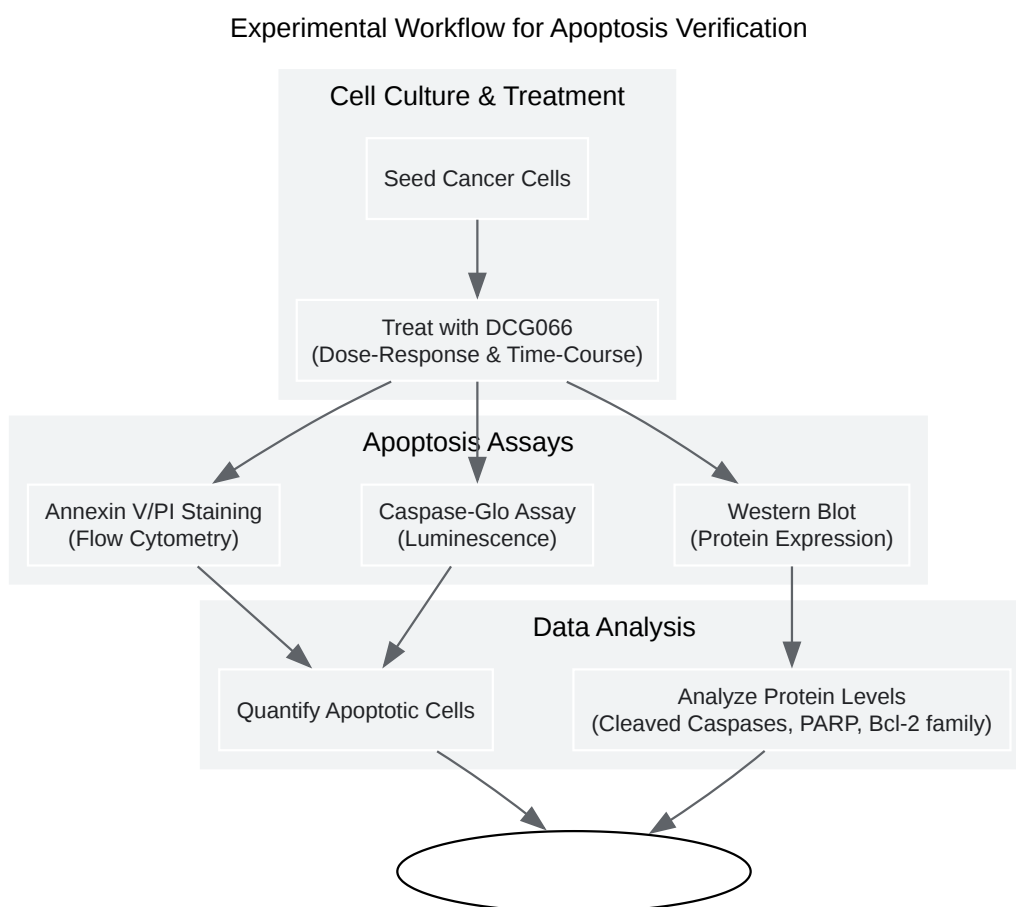 Experimental Workflow for Apoptosis Verification
Cell Culture & Treatment
Seed Cancer Cells
Treat with DCG066
(Dose-Response & Time-Course)
Apoptosis Assays
Annexin V/PI Staining
(Flow Cytometry)
Caspase-Glo Assay
(Luminescence)
Western Blot
(Protein Expression)
Data Analysis
Quantify Apoptotic Cells
Analyze Protein Levels
(Cleaved Caspases, PARP, Bcl-2 family)